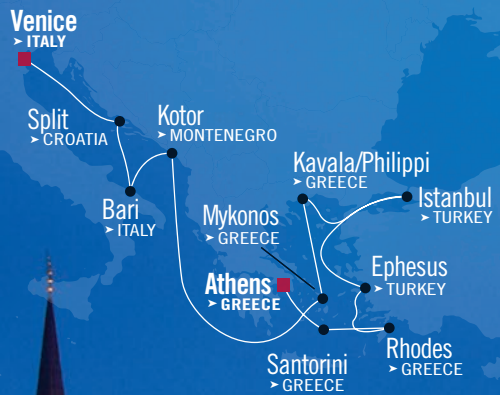 Venice
➤ ITALY
Split
➤ CROATIA
Kotor
➤ MONTENEGRO
Bari
➤ ITALY
Kavala/Philippi
➤ GREECE
Istanbul
➤ TURKEY
Mykonos
➤ GREECE
Ephesus
➤ TURKEY
Athens
➤ GREECE
Santorini
➤ GREECE
Rhodes
➤ GREECE